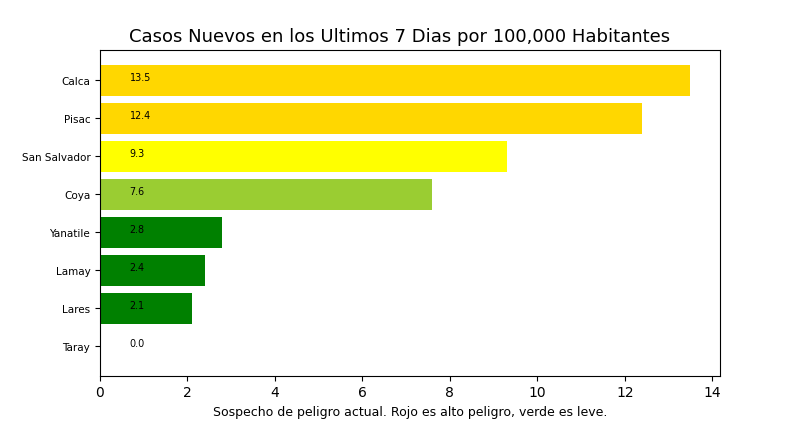 Casos Nuevos en los Ultimos 7 Dias por 100,000 Habitantes
Calca 13.5
Pisac 12.4
San Salvador 9.3
Coya 7.6
Yanatile 2.8
Lamay 2.4
Lares 2.1
Taray 0.0
0 2 4 6 8 10 12 14
Sospecho de peligro actual. Rojo es alto peligro, verde es leve.